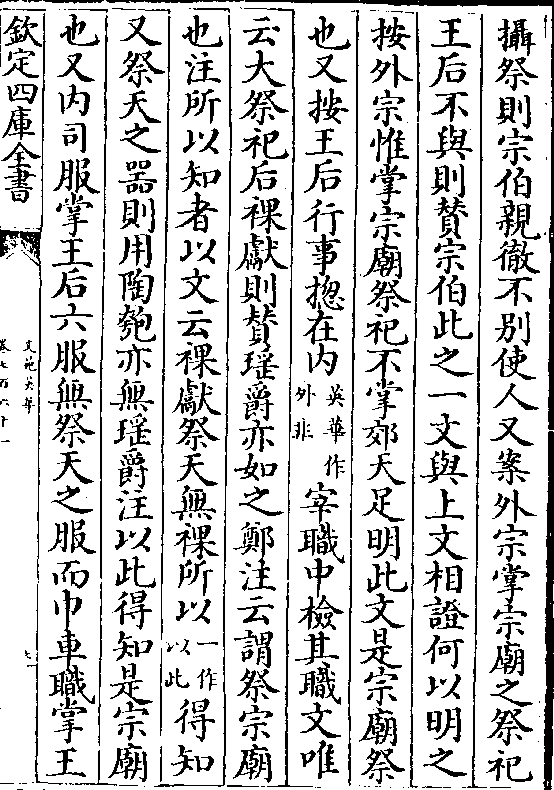 攝祭則宗伯親徹不別使人又案外宗掌宗廟之祭祀
王后不與則賛宗伯此之一文與上文相證何以明之
按外宗惟掌宗廟祭祀不掌郊天足明此文是宗廟祭
也又按王后行事揔在内英華作外非宰職中檢其職文唯
云大祭祀后祼獻則賛瑤爵亦如之鄭注云謂祭宗廟
也注所以知者以文云祼獻祭天無祼所以一作以此得知
又祭天之器則用陶匏亦無瑤爵注以此得知是宗廟
也又内司服掌王后六服無祭天之服而巾車職掌王
欽定四庫全書
文苑英華
卷七百六十一